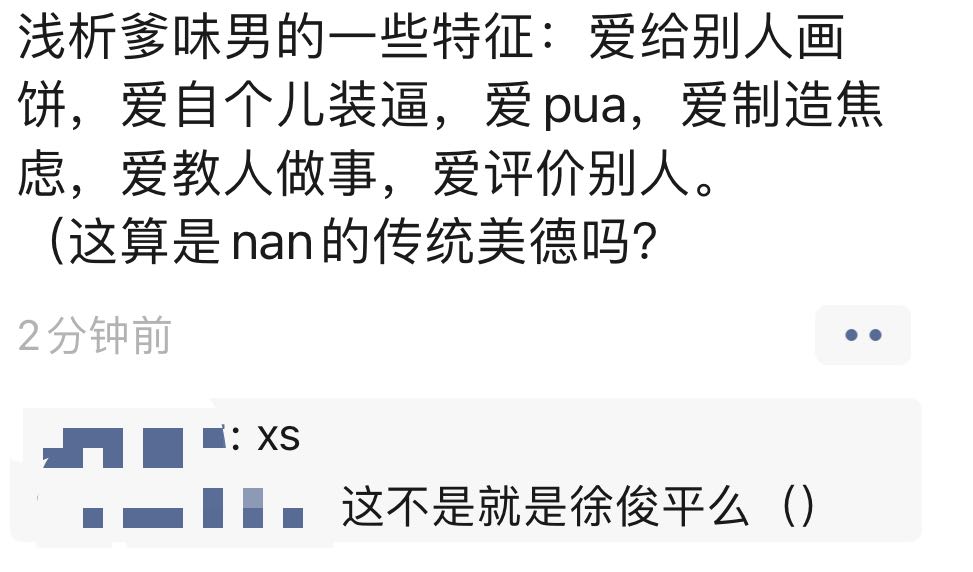 浅析爹味男的一些特征：爱给别人画
饼，爱自个儿装逼，爱pua，爱制造焦
虑，爱教人做事，爱评价别人。
（这算是nan的传统美德吗？
2分钟前
: xs
这不是就是徐俊平么（）